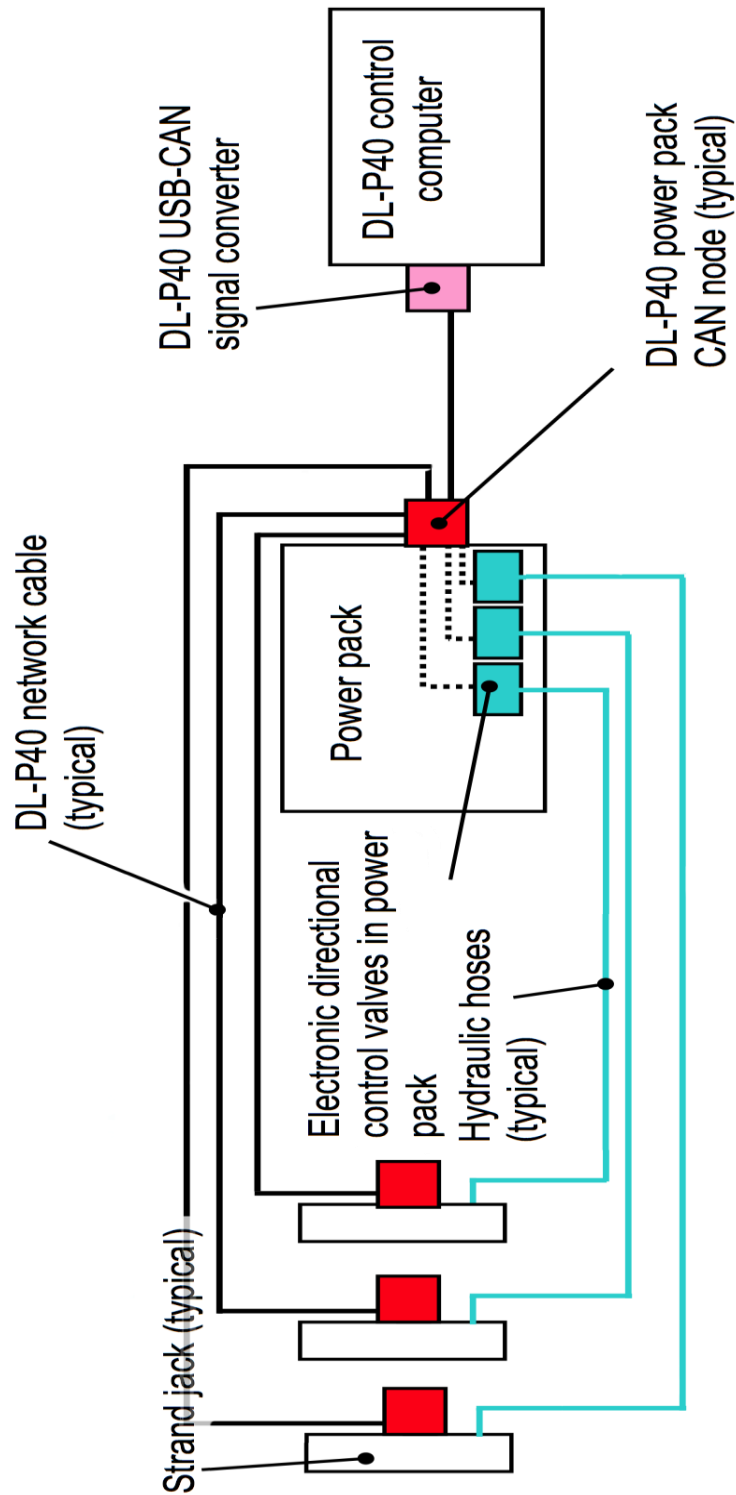 Strand jack (typical)
DL-P40 network cable
(typical)
DL-P40 USB-CAN
signal converter
Electronic directional
control valves in power
pack
Power pack
DL-P40 control
computer
Hydraulic hoses
(typical)
DL-P40 power pack
CAN node (typical)